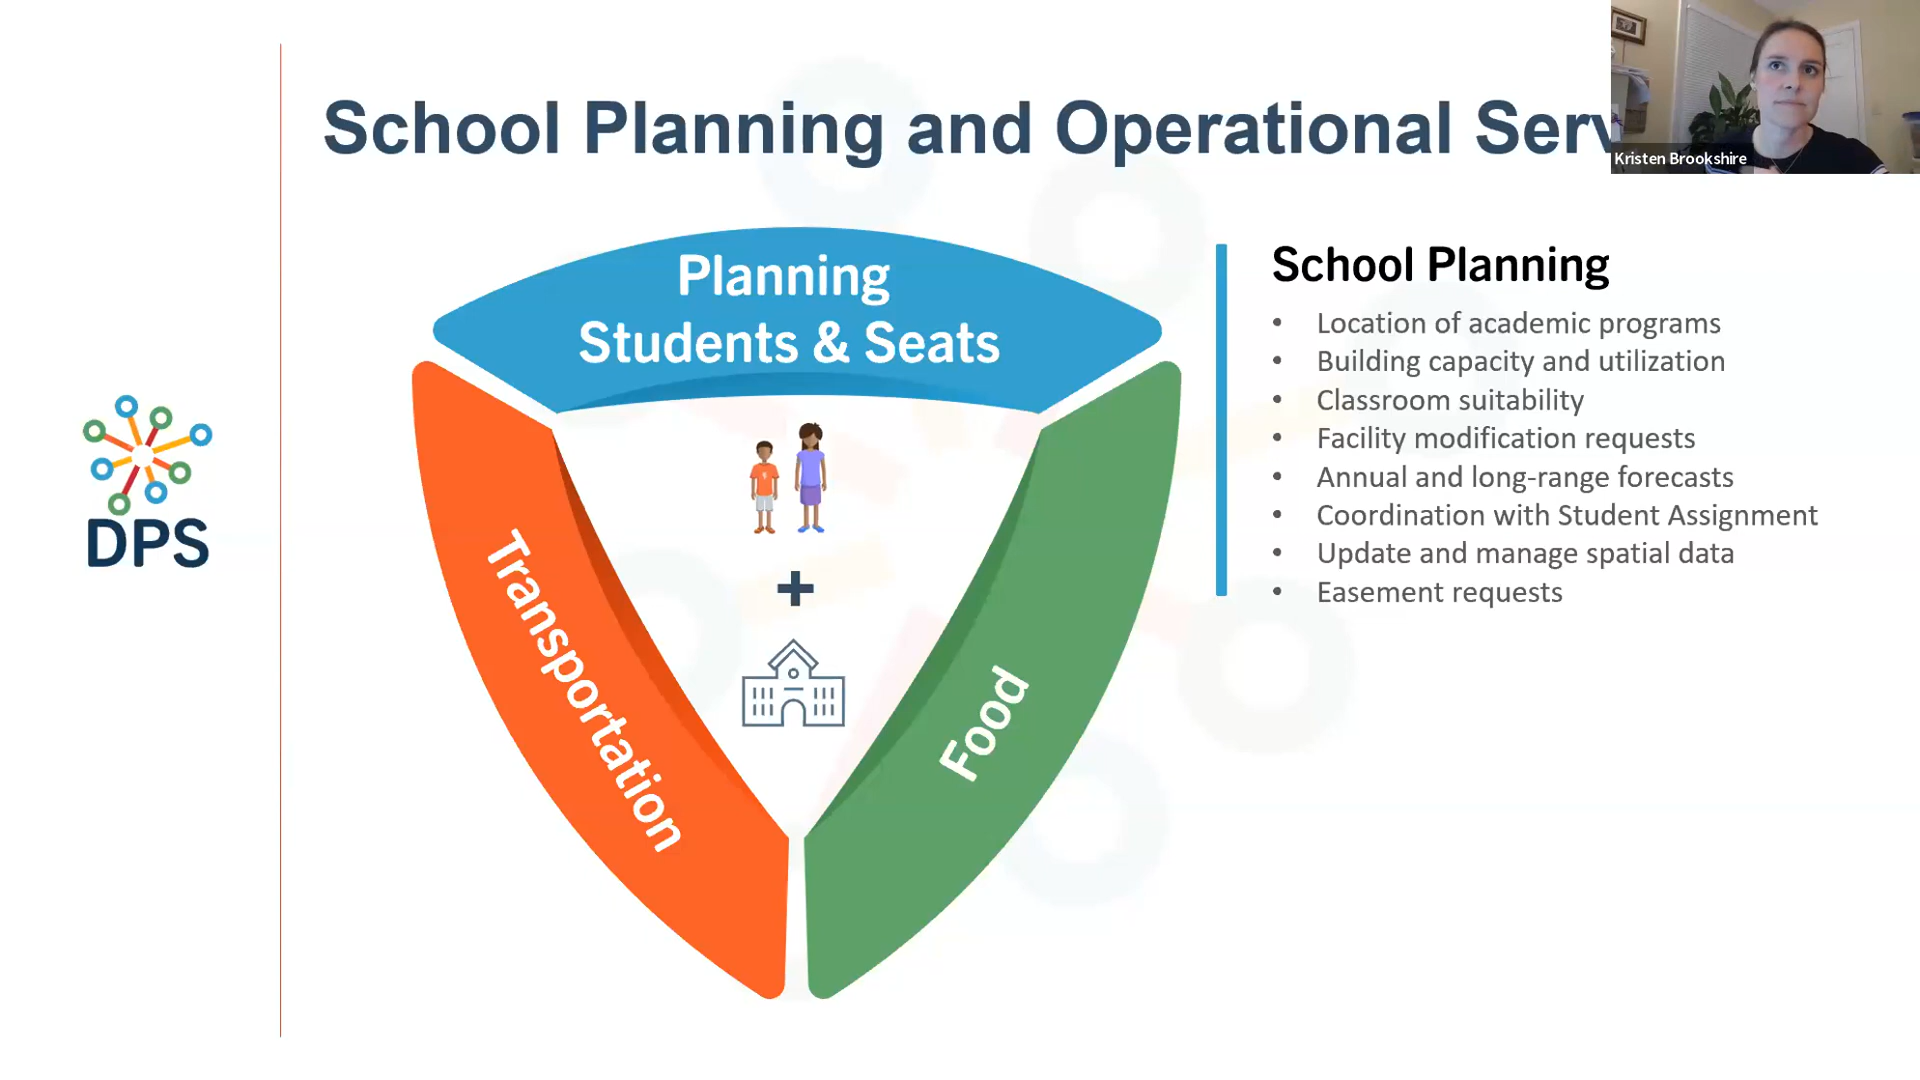 School Planning and Operational Serv
Kristen Brookshire
Planning
Students & Seats
Transportation
Food
School Planning
• Location of academic programs
• Building capacity and utilization
• Classroom suitability
• Facility modification requests
• Annual and long-range forecasts
• Coordination with Student Assignment
• Update and manage spatial data
• Easement requests
+
DPS